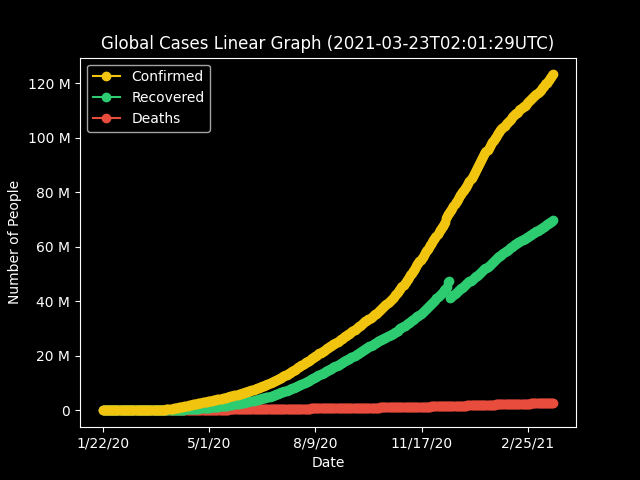 Global Cases Linear Graph (2021-03-23T02:01:29UTC)
Confirmed
Recovered
Deaths
Number of People
120 M
100 M
80 M
60 M
40 M
20 M
0
1/22/20
5/1/20
8/9/20
11/17/20
2/25/21
Date